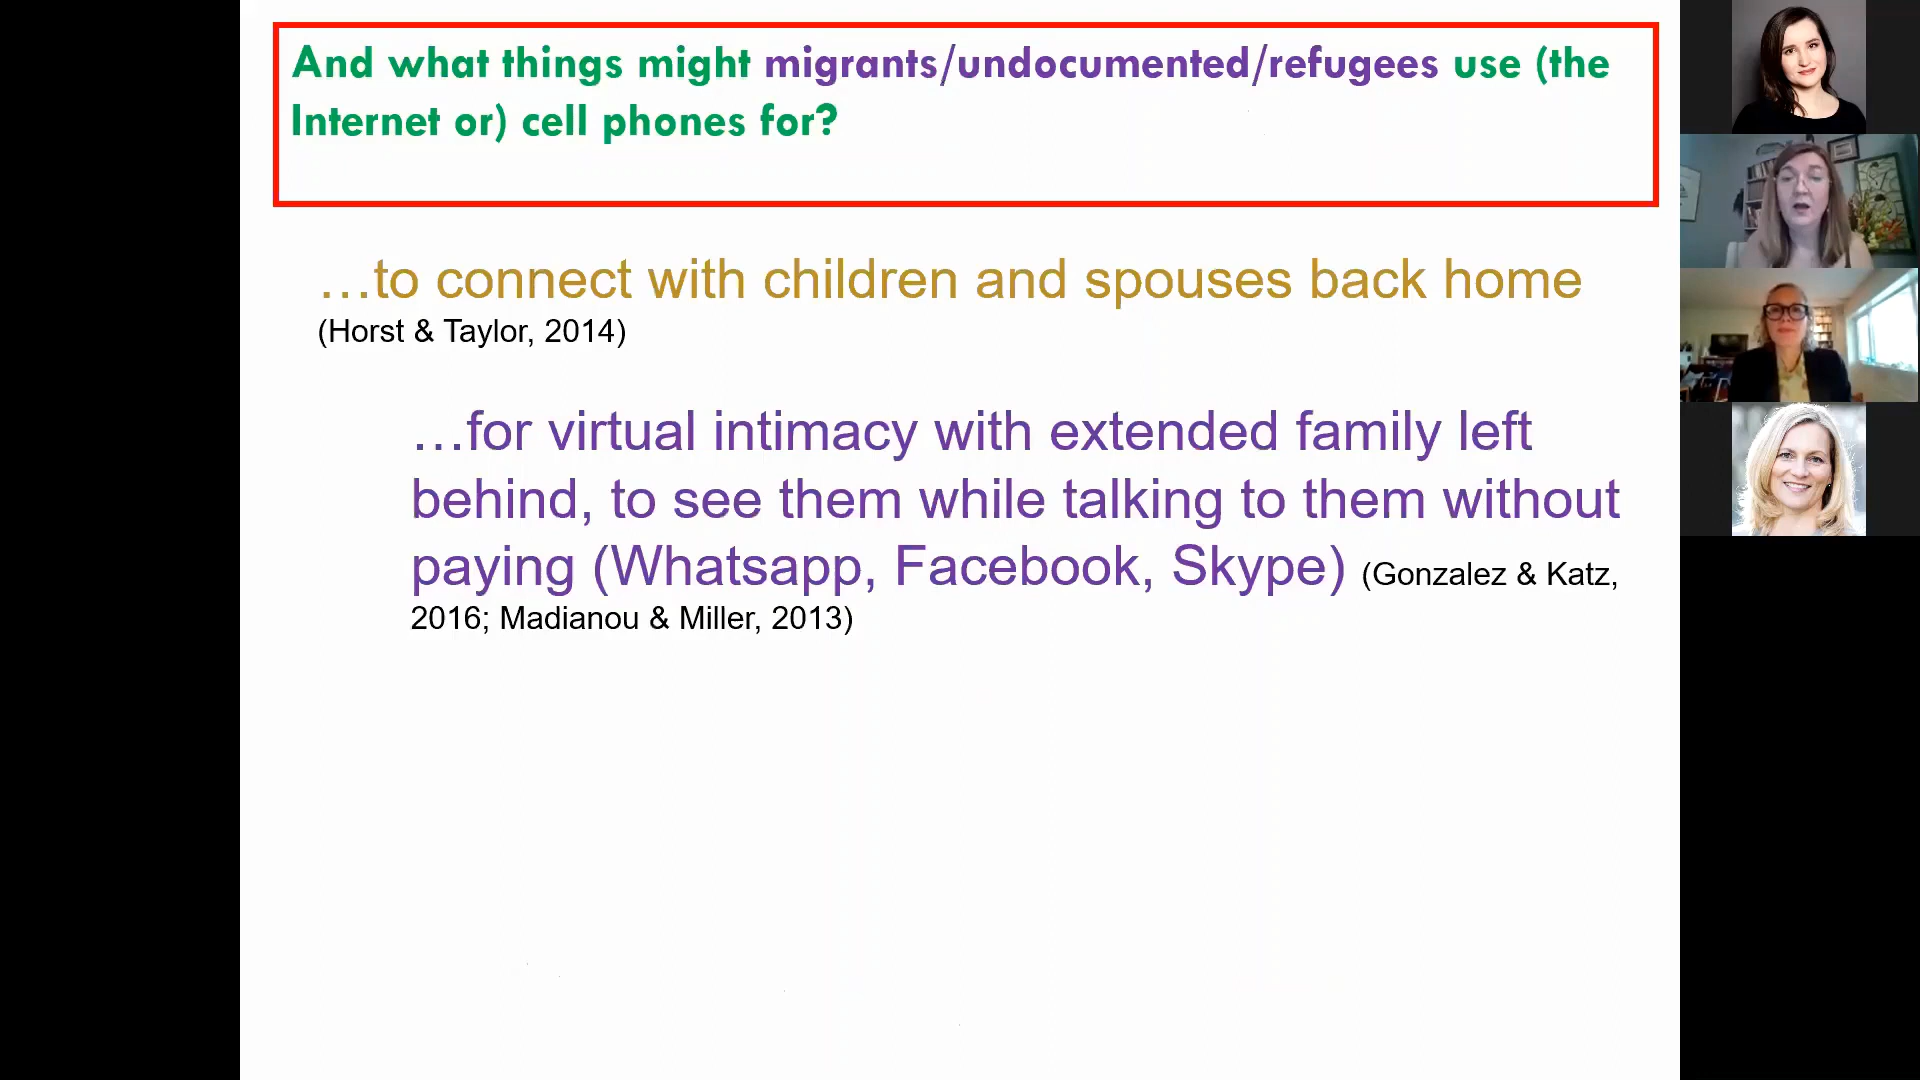 And what things might migrants/undocumented/refugees use (the
Internet or) cell phones for?
…to connect with children and spouses back home
(Horst & Taylor, 2014)
…for virtual intimacy with extended family left
behind, to see them while talking to them without
paying (Whatsapp, Facebook, Skype) (Gonzalez & Katz,
2016; Madianou & Miller, 2013)